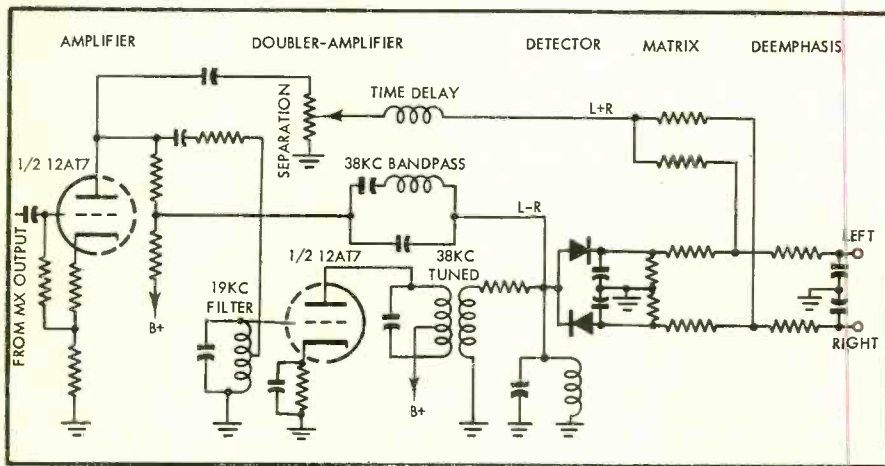 AMPLIFIER
DOUBLER-AMPLIFIER
DETECTOR
MATRIX
DEEMPHASIS
SEPARATION
TIME DELAY
L+R
1/2 12AT7
38KC BANDPASS
L-R
FROM MX OUTPUT
B+
19KC
FILTER
1/2 12AT7
38KC
TUNED
B+
LEFT
RIGHT